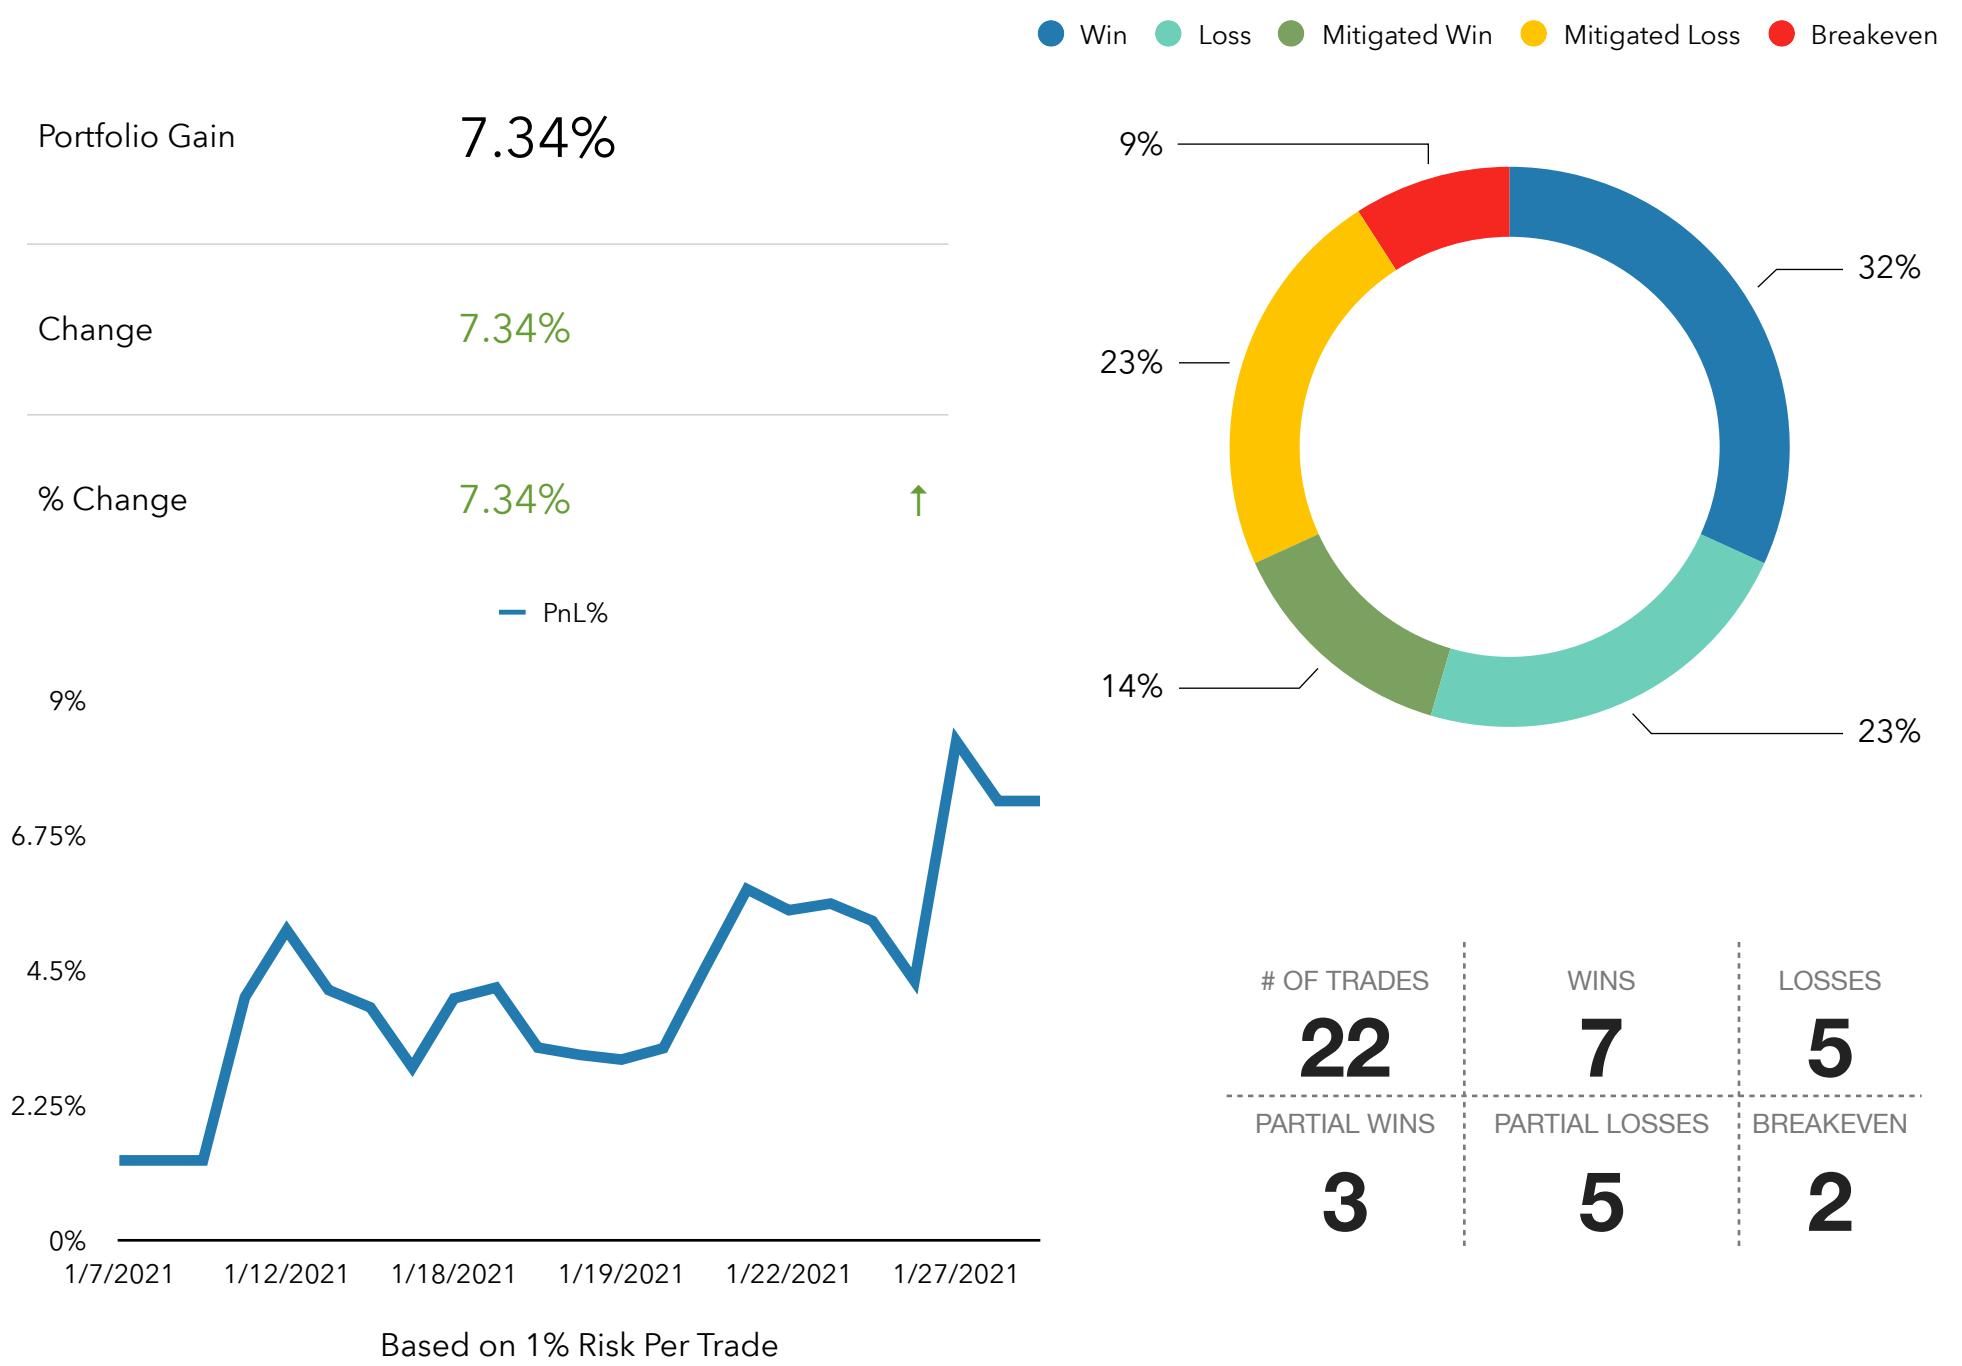 Win Loss Mitigated Win Mitigated Loss Breakeven
Portfolio Gain 7.34%
Change 7.34%
% Change 7.34% ↑
PnL%
9%
6.75%
4.5%
2.25%
0%
1/7/2021 1/12/2021 1/18/2021 1/19/2021 1/22/2021 1/27/2021
Based on 1% Risk Per Trade
9%
32%
23%
14%
23%
# OF TRADES WINS LOSSES
22 7 5
PARTIAL WINS PARTIAL LOSSES BREAKEVEN
3 5 2